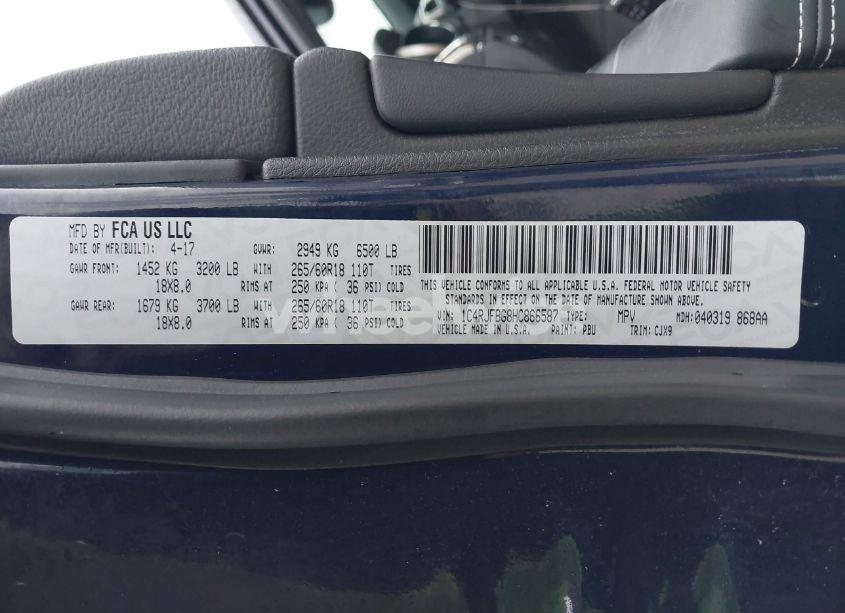 MFD BY FCA US LLC
DATE OF MFR(BUILT): 4-17 GVWR: 2949 KG 6500 LB
GAWR FRONT: 1452 KG 3200 LB WITH 265/60R18 110T TIRES
18X8.0 RIMS AT 250 KPA ( 36 PSI) COLD
GAWR REAR: 1679 KG 3700 LB WITH 265/60R18 110T TIRES
18X8.0 RIMS AT 250 KPA ( 36 PSI) COLD
THIS VEHICLE CONFORMS TO ALL APPLICABLE U.S.A. FEDERAL MOTOR VEHICLE SAFETY
STANDARDS IN EFFECT ON THE DATE OF MANUFACTURE SHOWN ABOVE.
VIN: 1C4RJFBG8HC866587 TYPE: MPV MDH:040319 868AA
VEHICLE MADE IN U.S.A. PAINT: PBU TRIM: CJX9